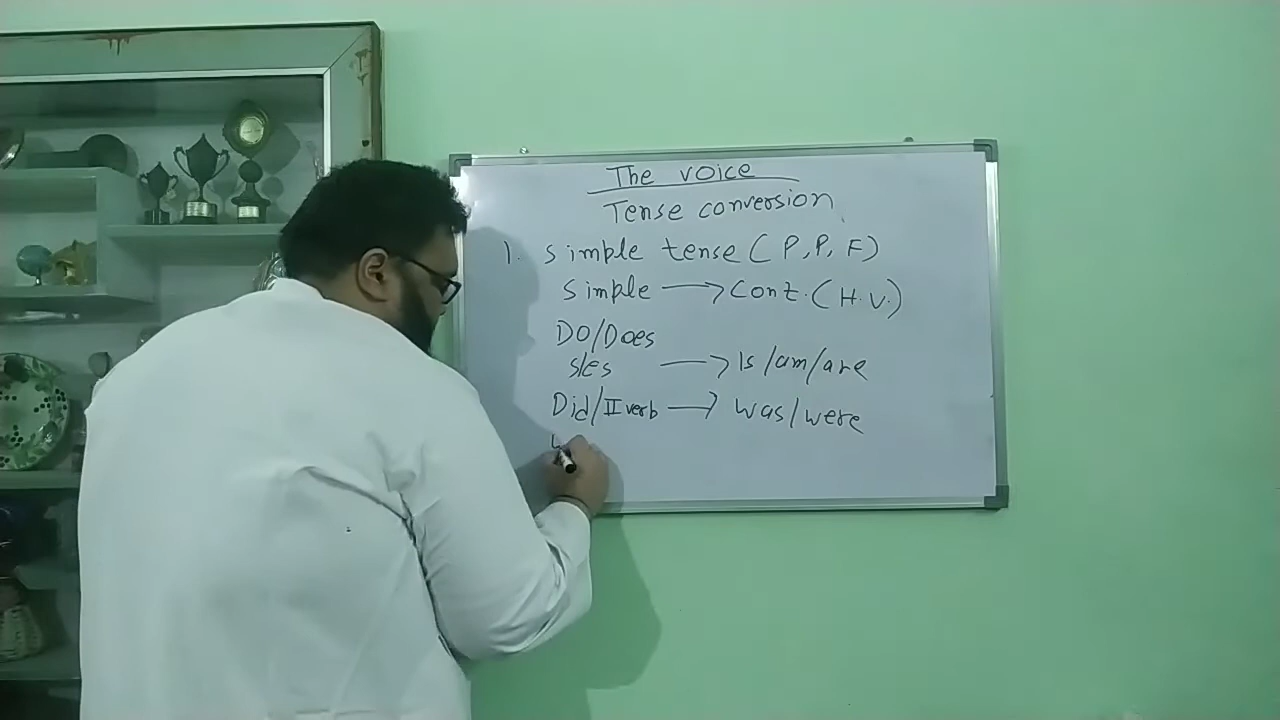 The voice
Tense conversion
1. simple tense (P, P, F)
simple → cont. (H.V.)
DO/Does
s/es → Is/am/are
Did/II verb → was/were